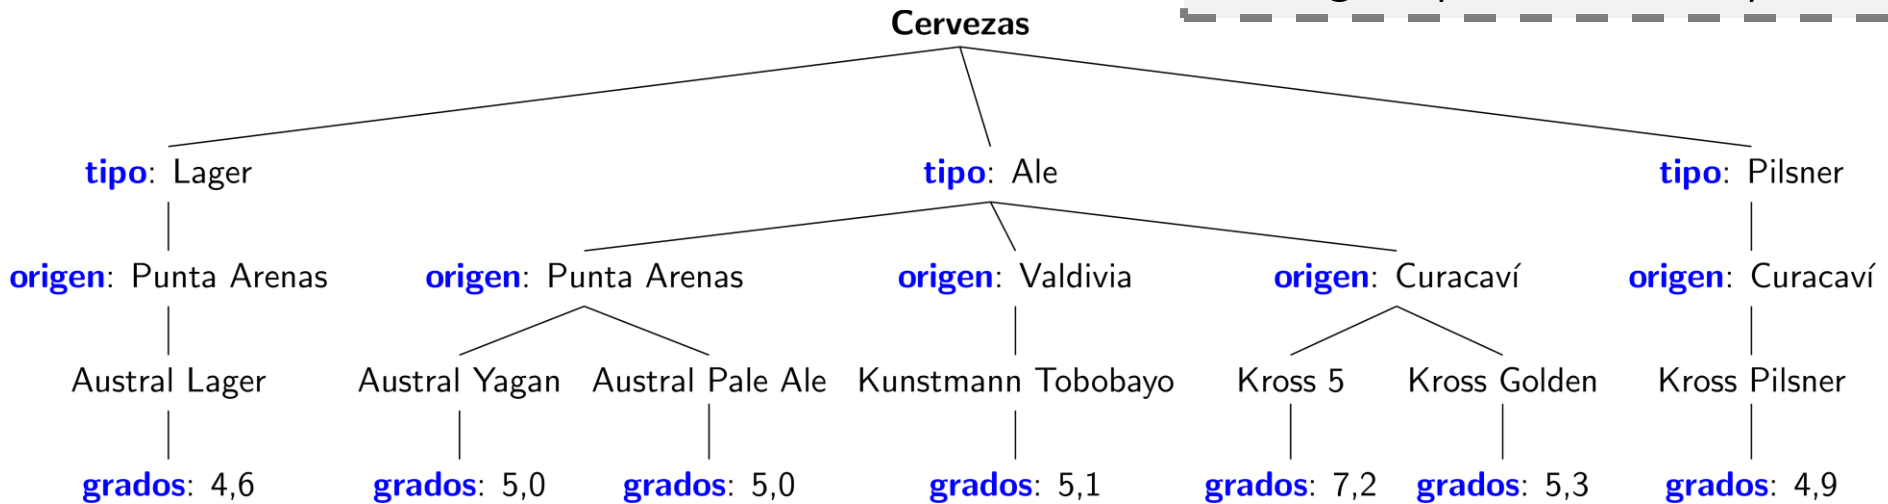 Cervezas
tipo: Lager
tipo: Ale
tipo: Pilsner
origen: Punta Arenas
origen: Punta Arenas
origen: Valdivia
origen: Curacaví
origen: Curacaví
Austral Lager
Austral Yagan
Austral Pale Ale
Kunstmann Tobobayo
Kross 5
Kross Golden
Kross Pilsner
grados: 4,6
grados: 5,0
grados: 5,0
grados: 5,1
grados: 7,2
grados: 5,3
grados: 4,9